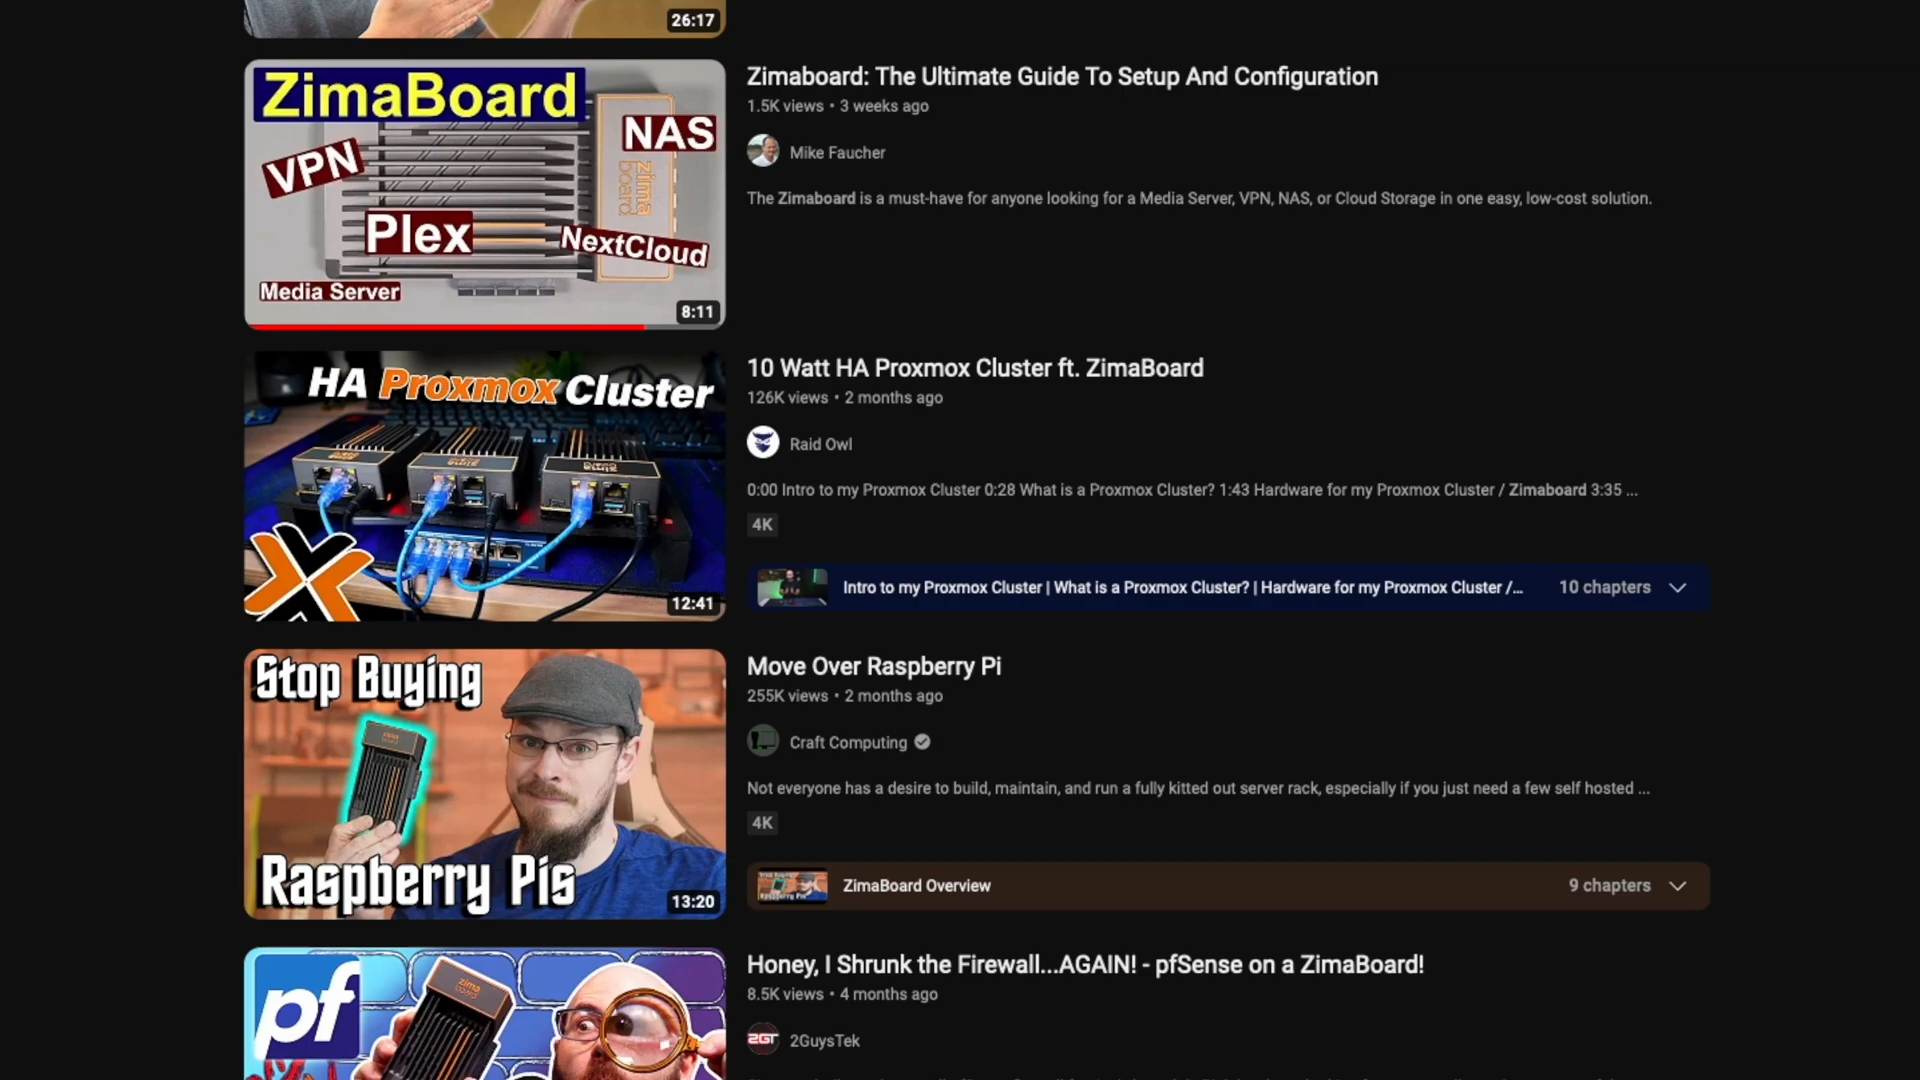 26:17
ZimaBoard
VPN
NAS
zima
board
Plex
NextCloud
Media Server
8:11
Zimaboard: The Ultimate Guide To Setup And Configuration
1.5K views • 3 weeks ago
Mike Faucher
The Zimaboard is a must-have for anyone looking for a Media Server, VPN, NAS, or Cloud Storage in one easy, low-cost solution.
HA Proxmox Cluster
12:41
10 Watt HA Proxmox Cluster ft. ZimaBoard
126K views • 2 months ago
Raid Owl
0:00 Intro to my Proxmox Cluster 0:28 What is a Proxmox Cluster? 1:43 Hardware for my Proxmox Cluster / Zimaboard 3:35 ...
4K
Intro to my Proxmox Cluster | What is a Proxmox Cluster? | Hardware for my Proxmox Cluster /...
10 chapters
Stop Buying
Raspberry Pis
13:20
Move Over Raspberry Pi
255K views • 2 months ago
Craft Computing
Not everyone has a desire to build, maintain, and run a fully kitted out server rack, especially if you just need a few self hosted ...
4K
ZimaBoard Overview
9 chapters
pf
zima
board
Honey, I Shrunk the Firewall...AGAIN! - pfSense on a ZimaBoard!
8.5K views • 4 months ago
2GT
2GuysTek